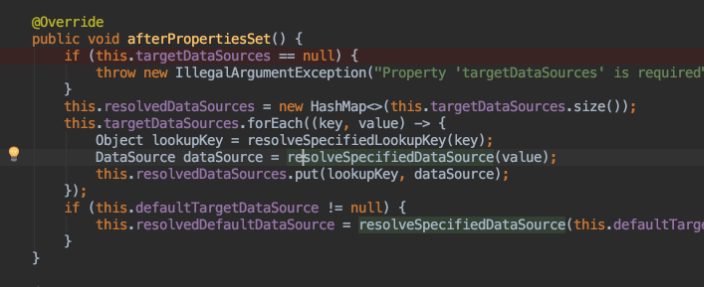 @Override
public void afterPropertiesSet() {
if (this.targetDataSources == null) {
throw new IllegalArgumentException("Property 'targetDataSources' is required"
}
this.resolvedDataSources = new HashMap<>(this.targetDataSources.size());
this.targetDataSources.forEach((key, value) -> {
Object lookupKey = resolveSpecifiedLookupKey(key);
DataSource dataSource = resolveSpecifiedDataSource(value);
this.resolvedDataSources.put(lookupKey, dataSource);
});
if (this.defaultTargetDataSource != null) {
this.resolvedDefaultDataSource = resolveSpecifiedDataSource(this.defaultTarg
}
}